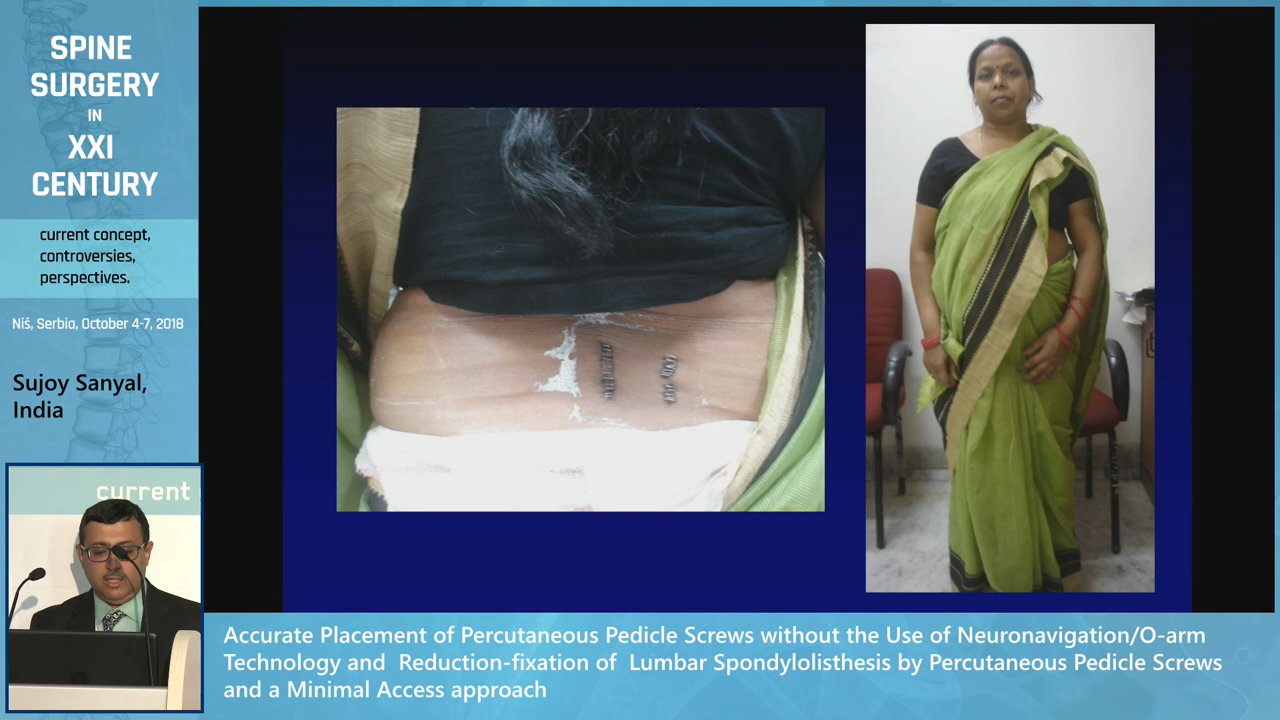 SPINE
SURGERY
IN
XXI
CENTURY
current concept,
controversies,
perspectives.
Niš, Serbia, October 4-7, 2018
Sujoy Sanyal,
India
current
Accurate Placement of Percutaneous Pedicle Screws without the Use of Neuronavigation/O-arm
Technology and Reduction-fixation of Lumbar Spondylolisthesis by Percutaneous Pedicle Screws
and a Minimal Access approach